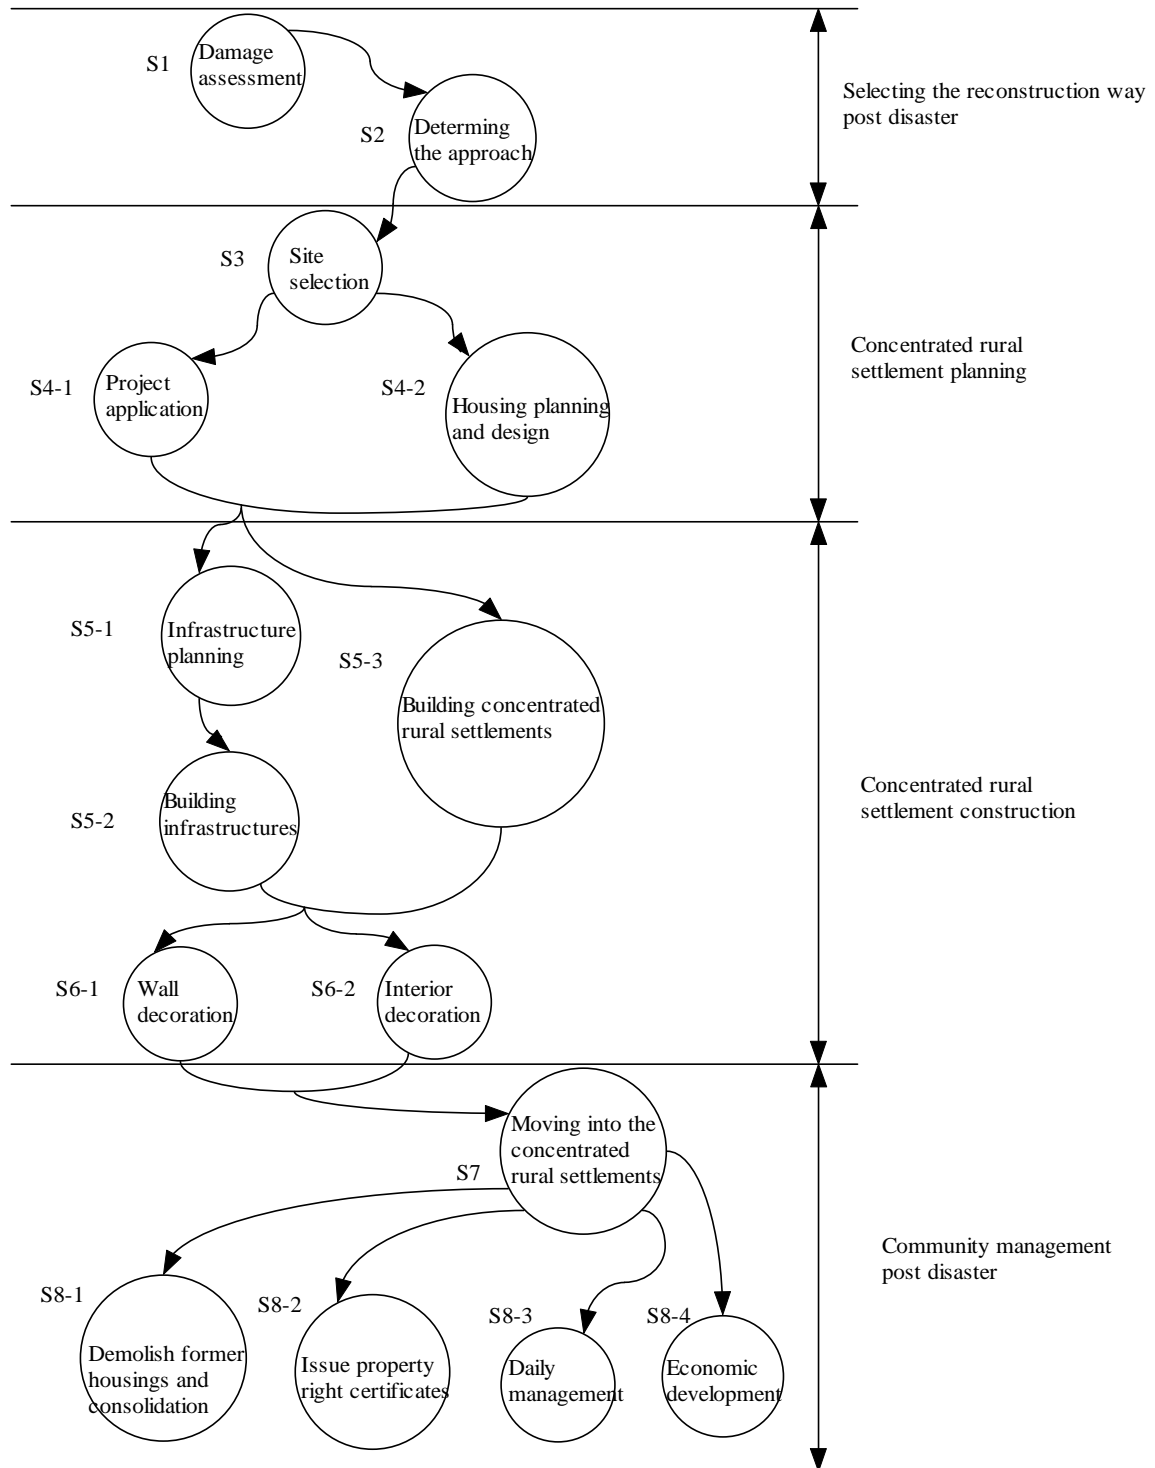 S1
Damage
assessment
S2
Determing
the approach
Selecting the reconstruction way
post disaster
S3
Site
selection
S4-1
Project
application
S4-2
Housing planning
and design
Concentrated rural
settlement planning
S5-1
Infrastructure
planning
S5-3
Building concentrated
rural settlements
S5-2
Building
infrastructures
Concentrated rural
settlement construction
S6-1
Wall
decoration
S6-2
Interior
decoration
S7
Moving into the
concentrated
rural settlements
Community management
post disaster
S8-1
Demolish former
housings and
consolidation
S8-2
Issue property
right certificates
S8-3
Daily
management
S8-4
Economic
development